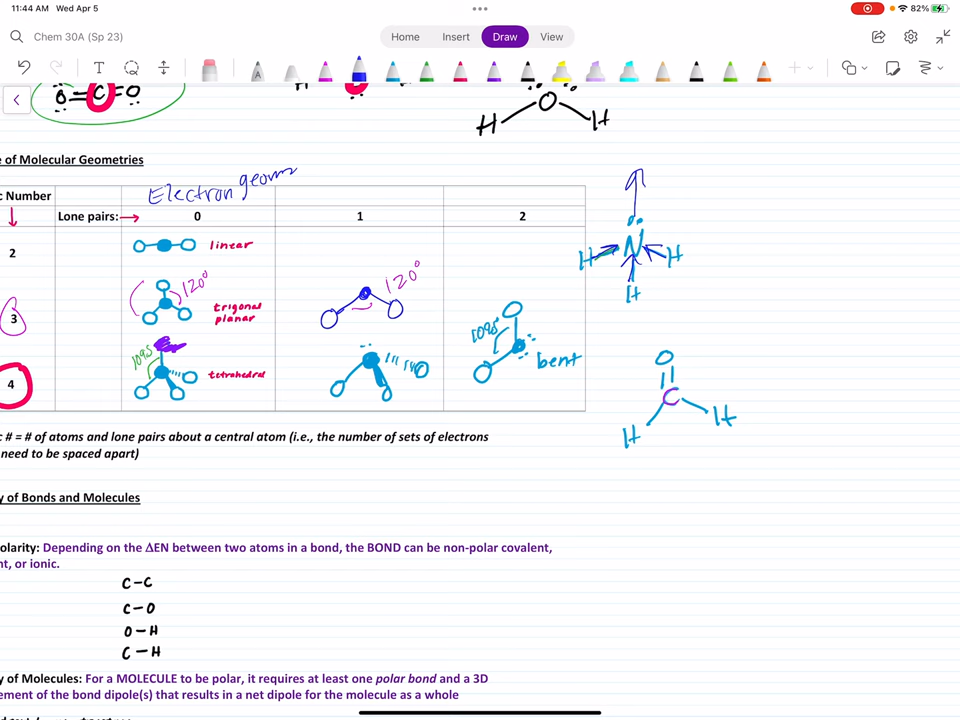 11:44 AM Wed Apr 5
82%
Chem 30A (Sp 23)
Home Insert Draw View
O=C=O
H O H
e of Molecular Geometries
Electron geom
c Number Lone pairs: → 0 1 2
2 linear
3 120° trigonal planar 120°
4 109.5 tetrahedral 109.5 bent
H N H
H
O
C
H H
c # = # of atoms and lone pairs about a central atom (i.e., the number of sets of electrons
need to be spaced apart)
y of Bonds and Molecules
olarity: Depending on the ΔEN between two atoms in a bond, the BOND can be non-polar covalent,
nt, or ionic.
C-C
C-O
O-H
C-H
y of Molecules: For a MOLECULE to be polar, it requires at least one polar bond and a 3D
ement of the bond dipole(s) that results in a net dipole for the molecule as a whole